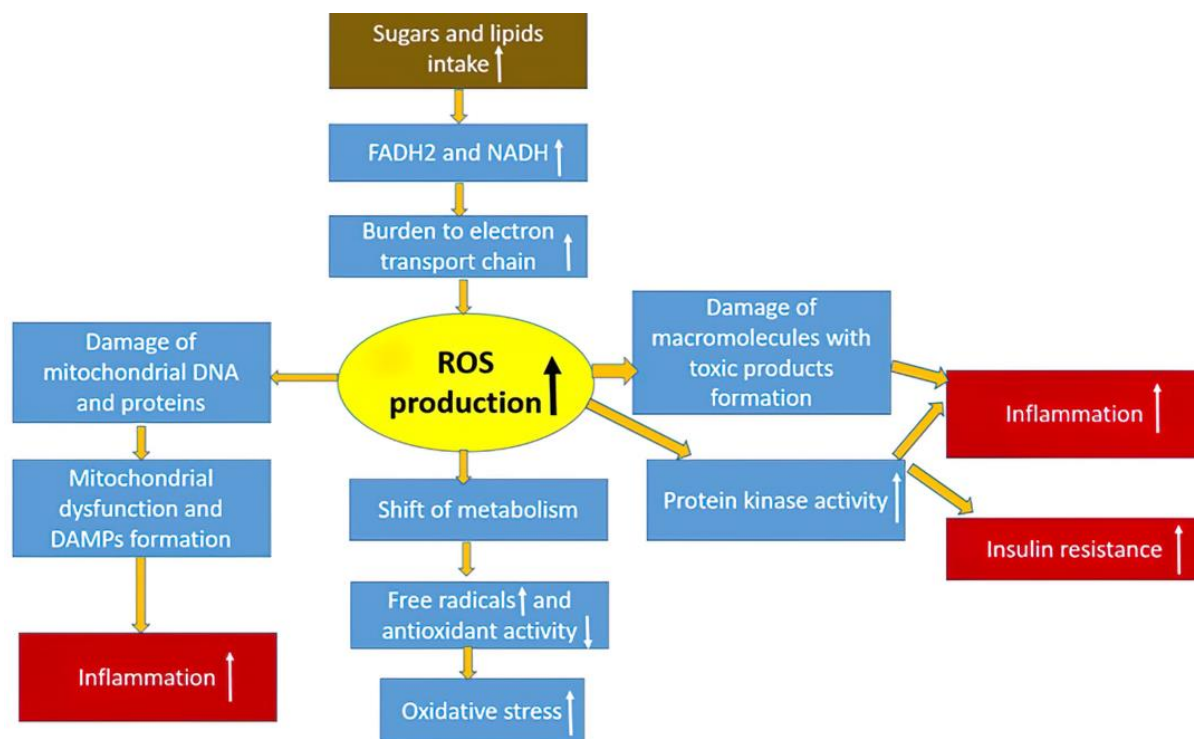 Sugars and lipids
intake
FADH2 and NADH
Burden to electron
transport chain
ROS
production
Damage of
mitochondrial DNA
and proteins
Mitochondrial
dysfunction and
DAMPs formation
Inflammation
Shift of metabolism
Free radicals and
antioxidant activity
Oxidative stress
Damage of
macromolecules with
toxic products
formation
Protein kinase activity
Inflammation
Insulin resistance